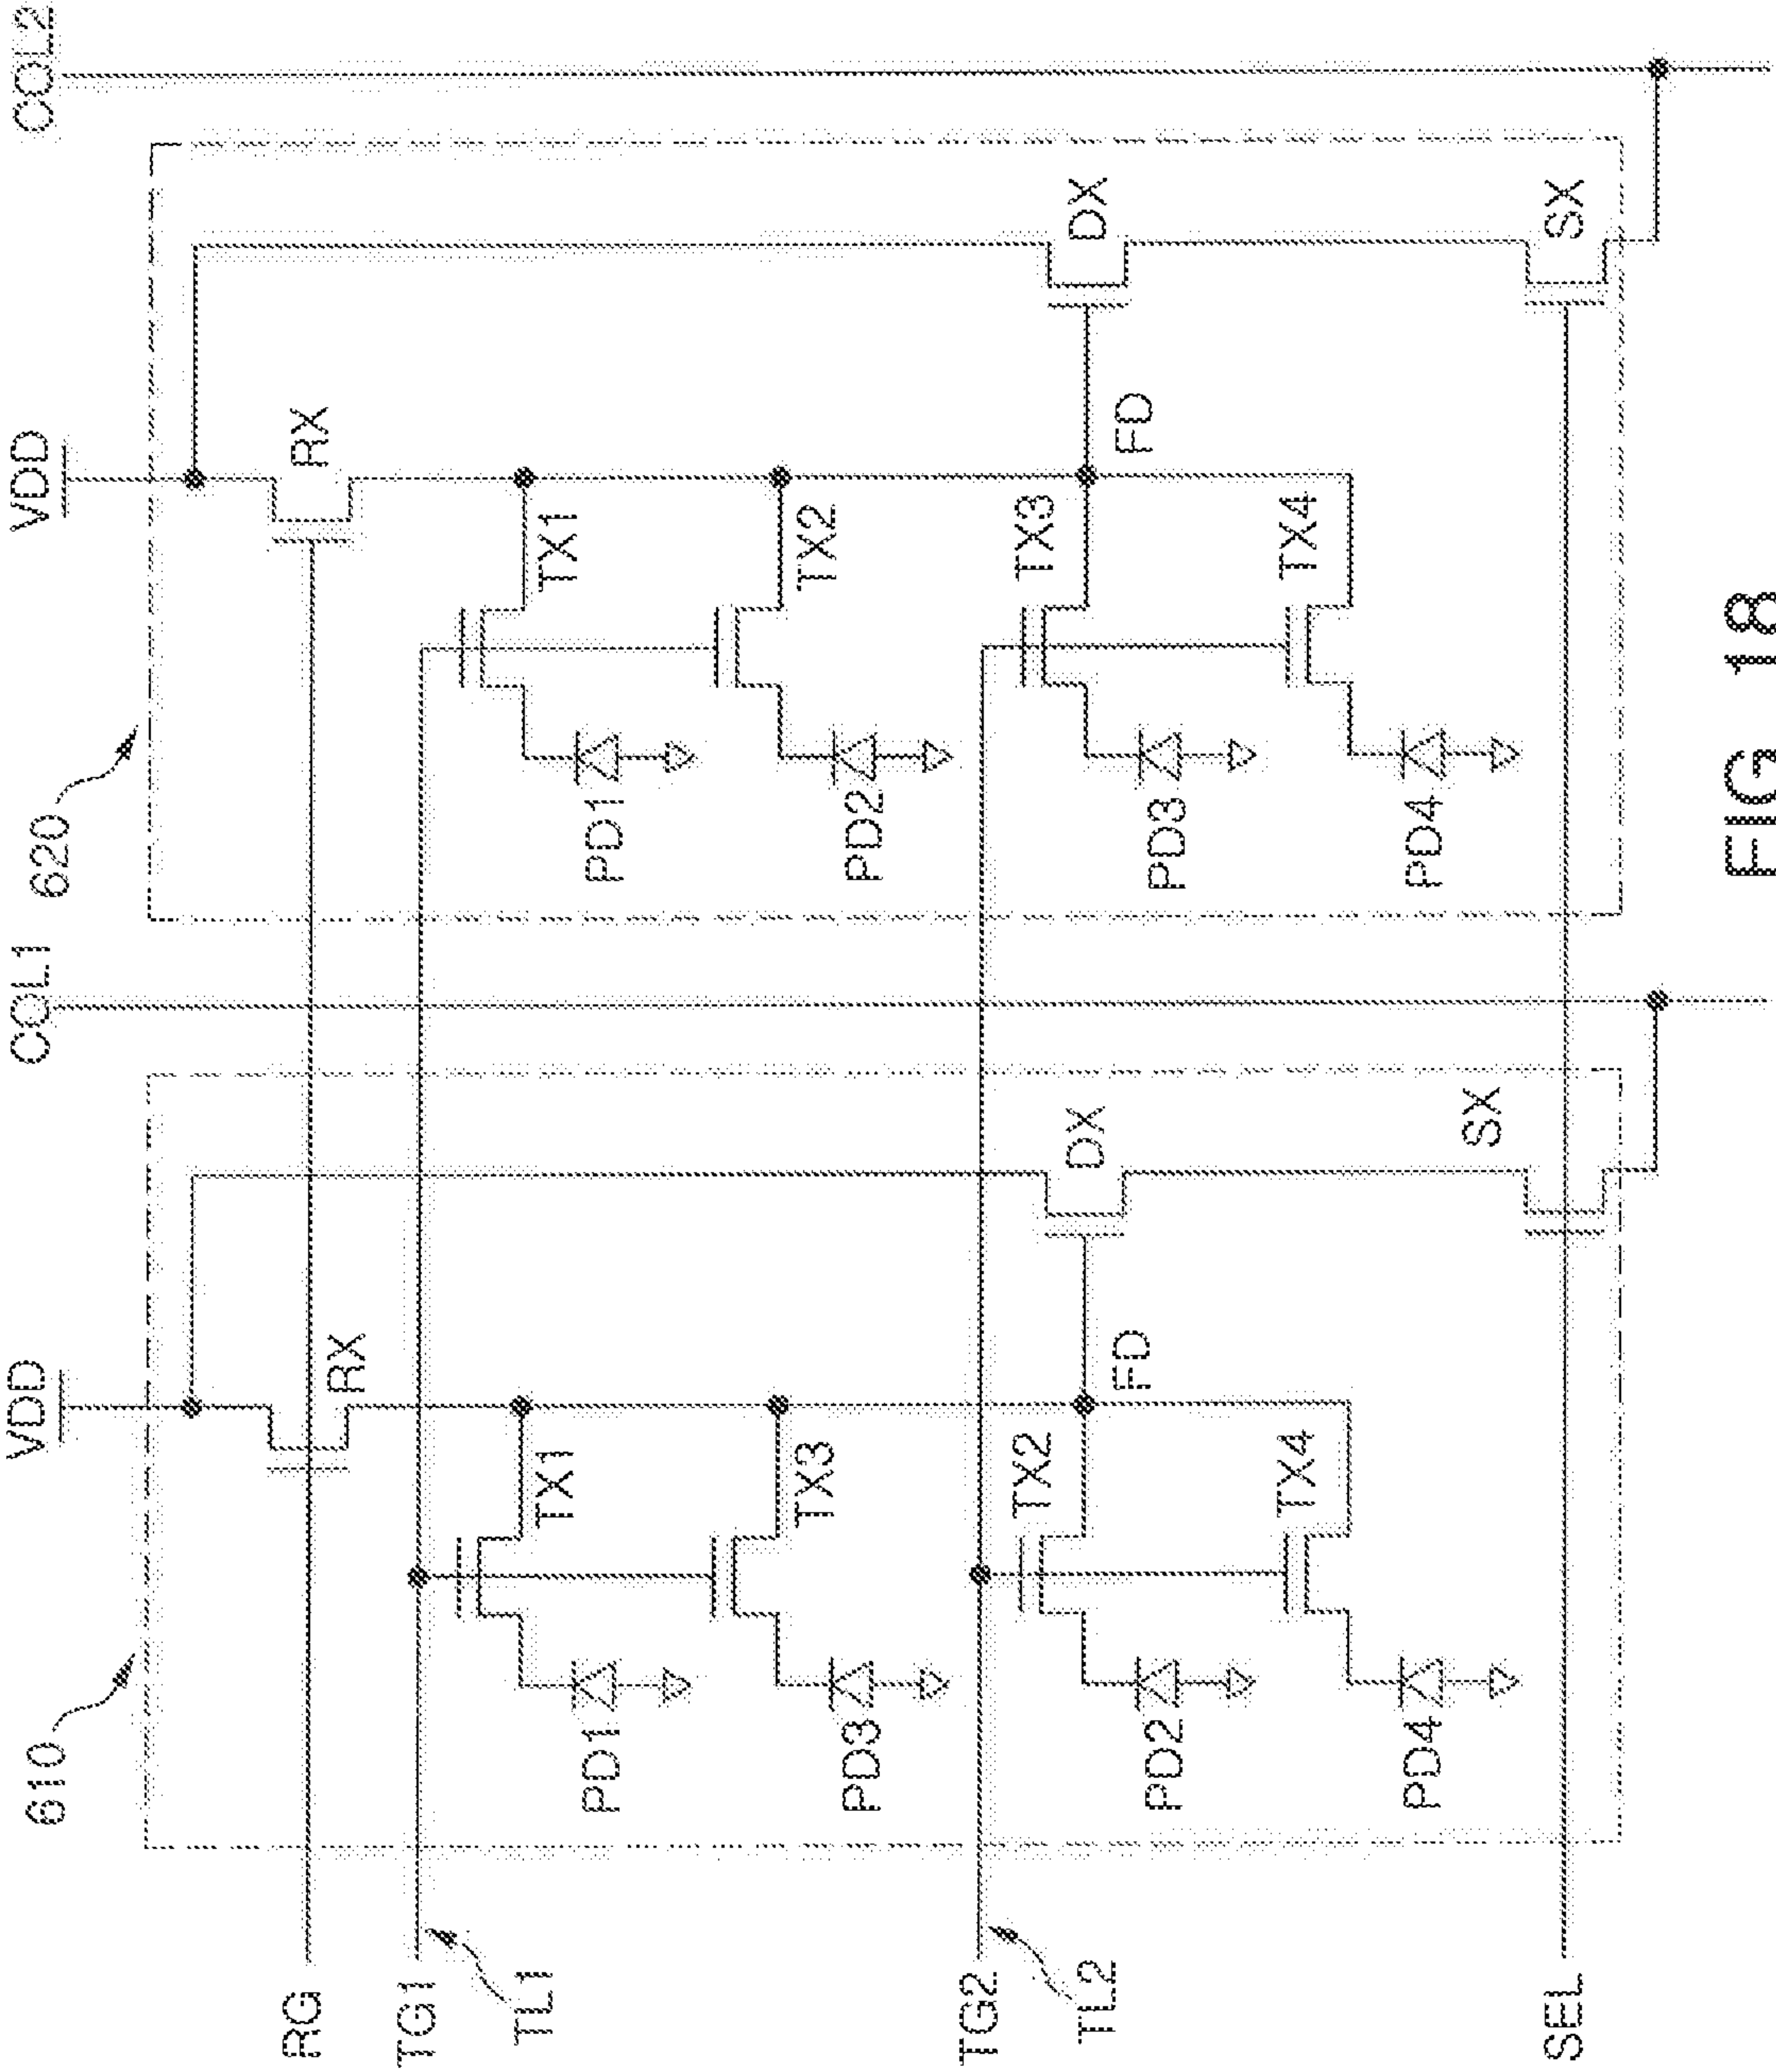 VDD
COL1
VDD
COL2
610
620
RG
RX
RX
TG1
TL1
TX1
TX1
PD1
PD1
TX3
TX2
PD3
PD2
TG2
TL2
DX
DX
FD
FD
TX2
TX3
PD2
PD3
TX4
TX4
PD4
PD4
SX
SX
SEL
FIG 18